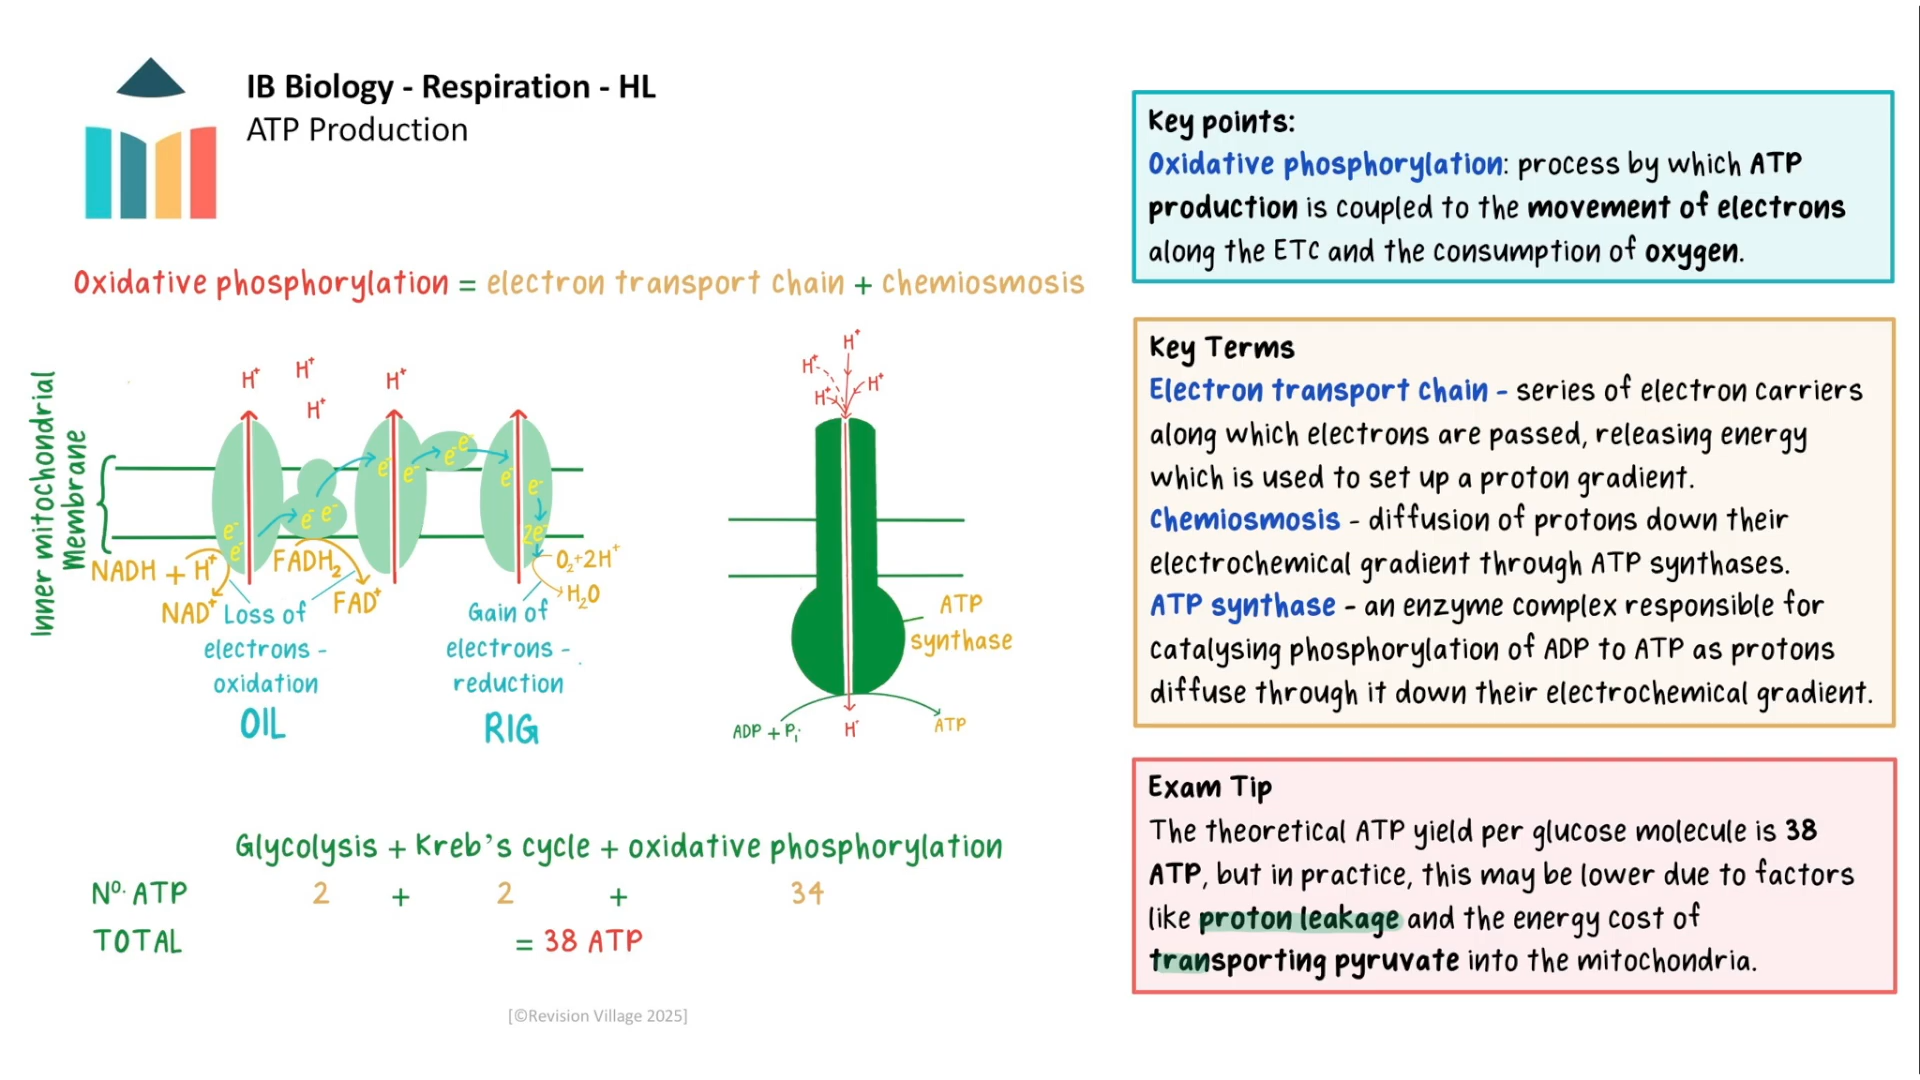 IB Biology - Respiration - HL
ATP Production
Oxidative phosphorylation = electron transport chain + chemiosmosis
Inner mitochondrial
Membrane
H⁺
H⁺
H⁺
H⁺
e⁻
e⁻
e⁻ e⁻
e⁻
e⁻
e⁻ e⁻
e⁻
e⁻
2e⁻
NADH + H⁺
NAD⁺
FADH₂
FAD⁺
O₂+2H⁺
H₂O
Loss of
electrons -
oxidation
OIL
Gain of
electrons -
reduction
RIG
H⁺
H⁺
H⁺
H⁺
ATP
synthase
ADP + Pᵢ
H⁺
ATP
Glycolysis + Kreb's cycle + oxidative phosphorylation
Nº. ATP 2 + 2 + 34
TOTAL = 38 ATP
[©Revision Village 2025]
Key points:
Oxidative phosphorylation: process by which ATP
production is coupled to the movement of electrons
along the ETC and the consumption of oxygen.
Key Terms
Electron transport chain - series of electron carriers
along which electrons are passed, releasing energy
which is used to set up a proton gradient.
Chemiosmosis - diffusion of protons down their
electrochemical gradient through ATP synthases.
ATP synthase - an enzyme complex responsible for
catalysing phosphorylation of ADP to ATP as protons
diffuse through it down their electrochemical gradient.
Exam Tip
The theoretical ATP yield per glucose molecule is 38
ATP, but in practice, this may be lower due to factors
like proton leakage and the energy cost of
transporting pyruvate into the mitochondria.